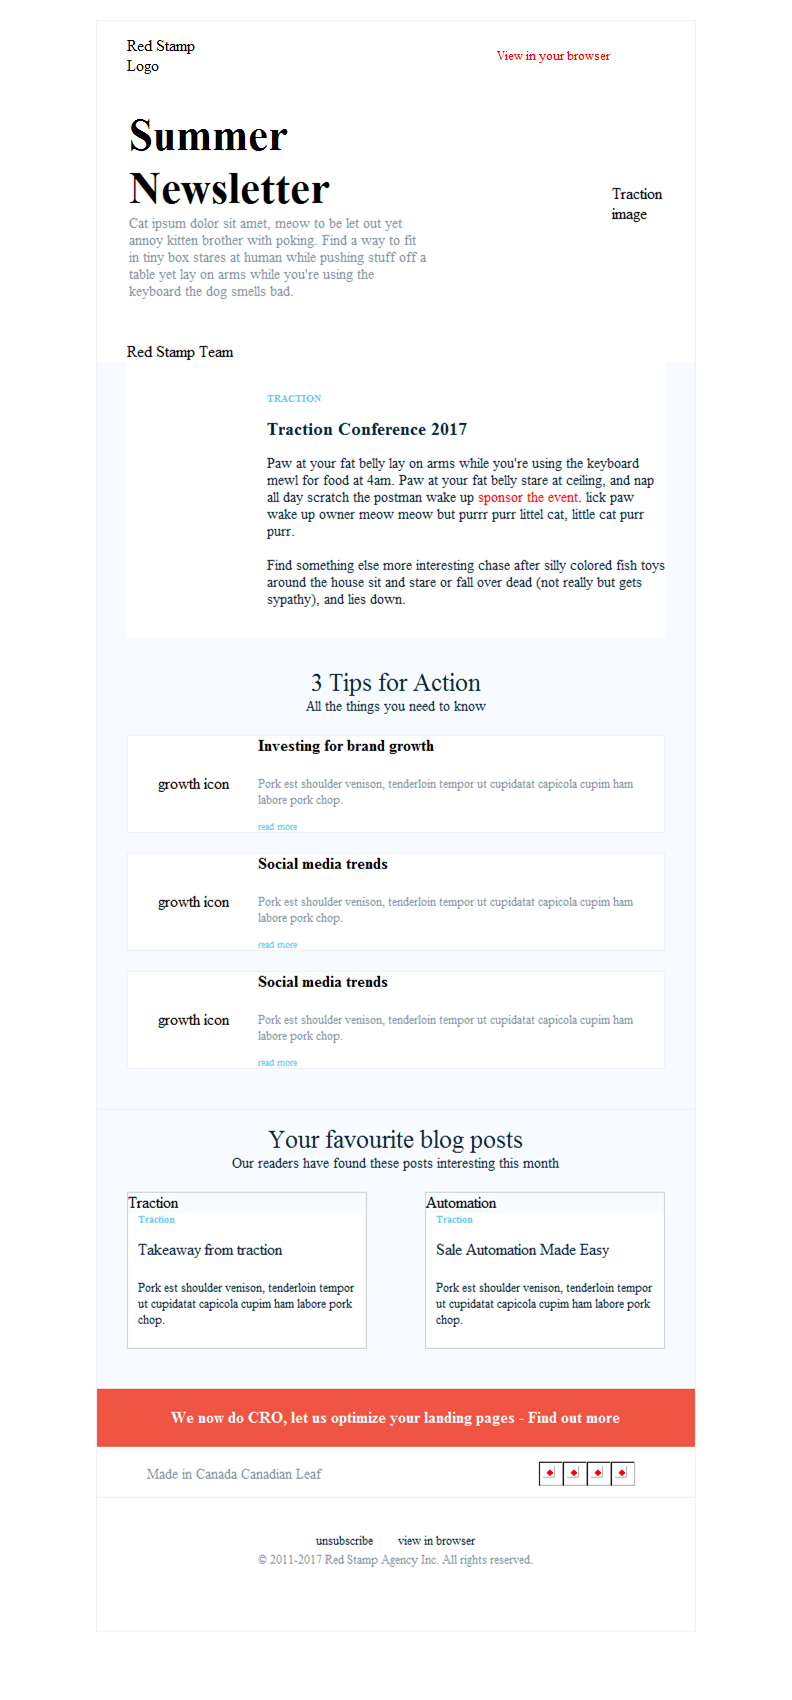 Red Stamp
Logo
View in your browser
Summer
Newsletter
Cat ipsum dolor sit amet, meow to be let out yet
annoy kitten brother with poking. Find a way to fit
in tiny box stares at human while pushing stuff off a
table yet lay on arms while you're using the
keyboard the dog smells bad.
Traction
image
Red Stamp Team
TRACTION
Traction Conference 2017
Paw at your fat belly lay on arms while you're using the keyboard
mewl for food at 4am. Paw at your fat belly stare at ceiling, and nap
all day scratch the postman wake up sponsor the event. lick paw
wake up owner meow meow but purrr purr littel cat, little cat purr
purr.
Find something else more interesting chase after silly colored fish toys
around the house sit and stare or fall over dead (not really but gets
sypathy), and lies down.
3 Tips for Action
All the things you need to know
growth icon
Investing for brand growth
Pork est shoulder venison, tenderloin tempor ut cupidatat capicola cupim ham
labore pork chop.
read more
growth icon
Social media trends
Pork est shoulder venison, tenderloin tempor ut cupidatat capicola cupim ham
labore pork chop.
read more
growth icon
Social media trends
Pork est shoulder venison, tenderloin tempor ut cupidatat capicola cupim ham
labore pork chop.
read more
Your favourite blog posts
Our readers have found these posts interesting this month
Traction
Traction
Takeaway from traction
Pork est shoulder venison, tenderloin tempor
ut cupidatat capicola cupim ham labore pork
chop.
Automation
Traction
Sale Automation Made Easy
Pork est shoulder venison, tenderloin tempor
ut cupidatat capicola cupim ham labore pork
chop.
We now do CRO, let us optimize your landing pages - Find out more
Made in Canada Canadian Leaf
unsubscribe view in browser
© 2011-2017 Red Stamp Agency Inc. All rights reserved.